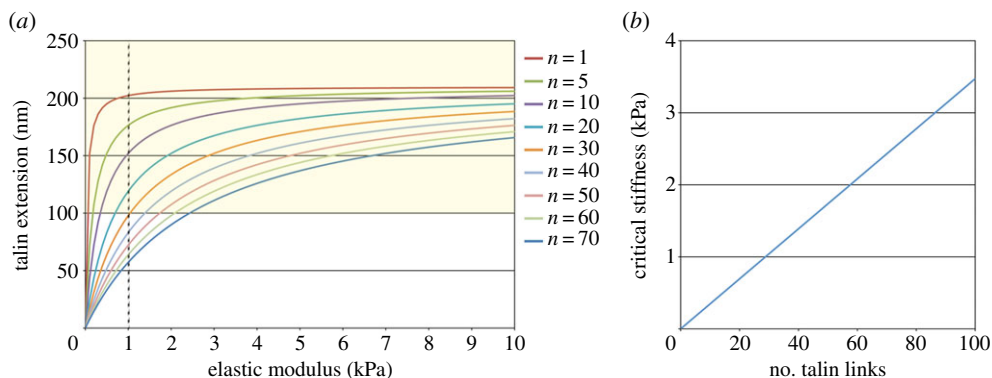 (a)
250
200
150
100
50
0
1
2
3
4
5
6
7
8
9
10
talin extension (nm)
elastic modulus (kPa)
n = 1
n = 5
n = 10
n = 20
n = 30
n = 40
n = 50
n = 60
n = 70
(b)
4
3
2
1
0
20
40
60
80
100
critical stiffness (kPa)
no. talin links